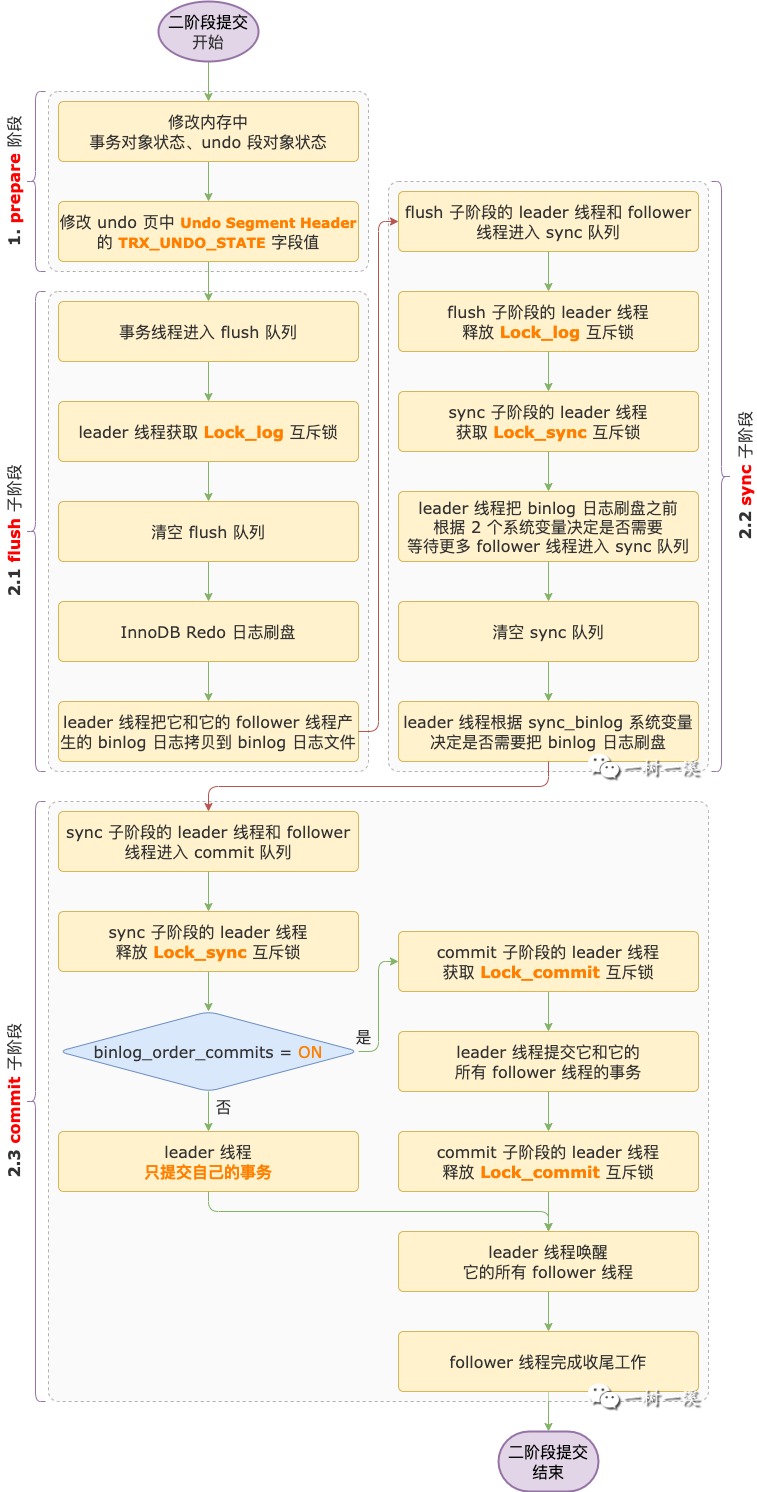 二阶段提交
开始
1. prepare 阶段
修改内存中
事务对象状态、undo 段对象状态
修改 undo 页中 Undo Segment Header
的 TRX_UNDO_STATE 字段值
2.1 flush 子阶段
事务线程进入 flush 队列
leader 线程获取 Lock_log 互斥锁
清空 flush 队列
InnoDB Redo 日志刷盘
leader 线程把它和它的 follower 线程产
生的 binlog 日志拷贝到 binlog 日志文件
2.2 sync 子阶段
flush 子阶段的 leader 线程和 follower
线程进入 sync 队列
flush 子阶段的 leader 线程
释放 Lock_log 互斥锁
sync 子阶段的 leader 线程
获取 Lock_sync 互斥锁
leader 线程把 binlog 日志刷盘之前
根据 2 个系统变量决定是否需要
等待更多 follower 线程进入 sync 队列
清空 sync 队列
leader 线程根据 sync_binlog 系统变量
决定是否需要把 binlog 日志刷盘
一树一溪
2.3 commit 子阶段
sync 子阶段的 leader 线程和 follower
线程进入 commit 队列
sync 子阶段的 leader 线程
释放 Lock_sync 互斥锁
binlog_order_commits = ON
是
否
leader 线程
只提交自己的事务
commit 子阶段的 leader 线程
获取 Lock_commit 互斥锁
leader 线程提交它和它的
所有 follower 线程的事务
commit 子阶段的 leader 线程
释放 Lock_commit 互斥锁
leader 线程唤醒
它的所有 follower 线程
follower 线程完成收尾工作
一树一溪
二阶段提交
结束